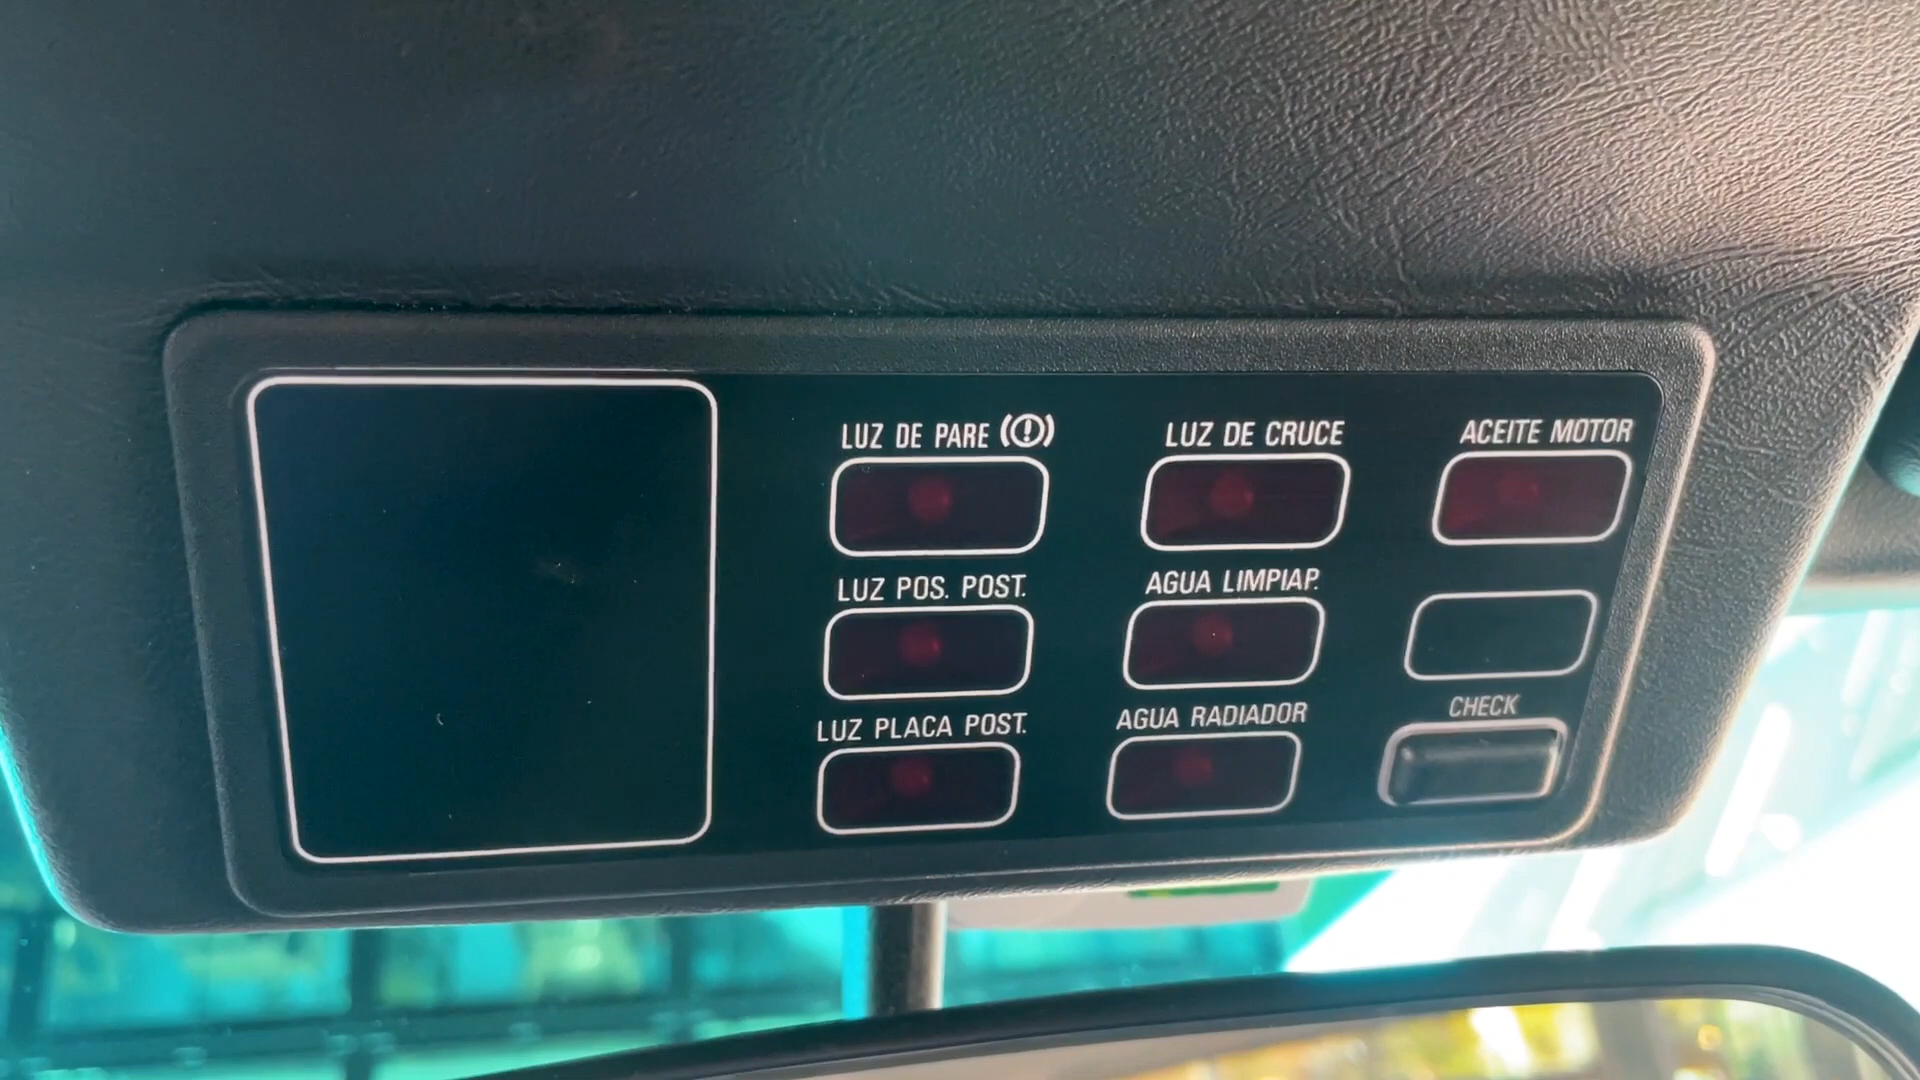 LUZ DE PARE
LUZ DE CRUCE
ACEITE MOTOR
LUZ POS. POST.
AGUA LIMPIAP.
LUZ PLACA POST.
AGUA RADIADOR
CHECK